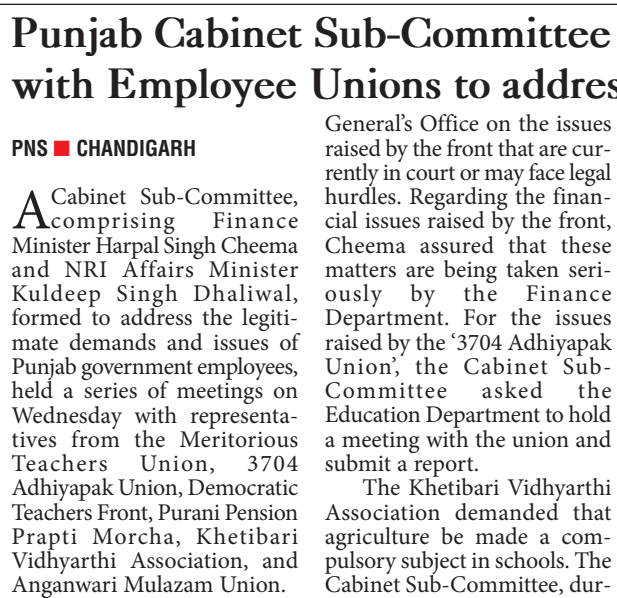 Punjab Cabinet Sub-Committee
with Employee Unions to addres
PNS ■ CHANDIGARH
A Cabinet Sub-Committee,
comprising Finance
Minister Harpal Singh Cheema
and NRI Affairs Minister
Kuldeep Singh Dhaliwal,
formed to address the legiti-
mate demands and issues of
Punjab government employees,
held a series of meetings on
Wednesday with representa-
tives from the Meritorious
Teachers Union, 3704
Adhiyapak Union, Democratic
Teachers Front, Purani Pension
Prapti Morcha, Khetibari
Vidhyarthi Association, and
Anganwari Mulazam Union.
General's Office on the issues
raised by the front that are cur-
rently in court or may face legal
hurdles. Regarding the finan-
cial issues raised by the front,
Cheema assured that these
matters are being taken seri-
ously by the Finance
Department. For the issues
raised by the ‘3704 Adhiyapak
Union’, the Cabinet Sub-
Committee asked the
Education Department to hold
a meeting with the union and
submit a report.
The Khetibari Vidhyarthi
Association demanded that
agriculture be made a com-
pulsory subject in schools. The
Cabinet Sub-Committee, dur-